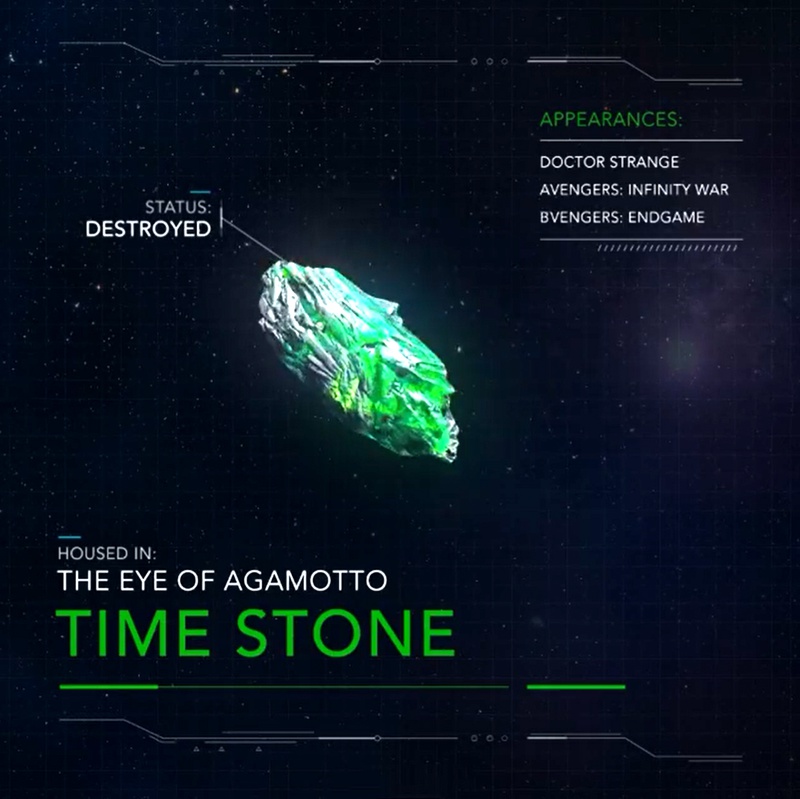 APPEARANCES:
DOCTOR STRANGE
AVENGERS: INFINITY WAR
BVENGERS: ENDGAME
STATUS:
DESTROYED
HOUSED IN:
THE EYE OF AGAMOTTO
TIME STONE